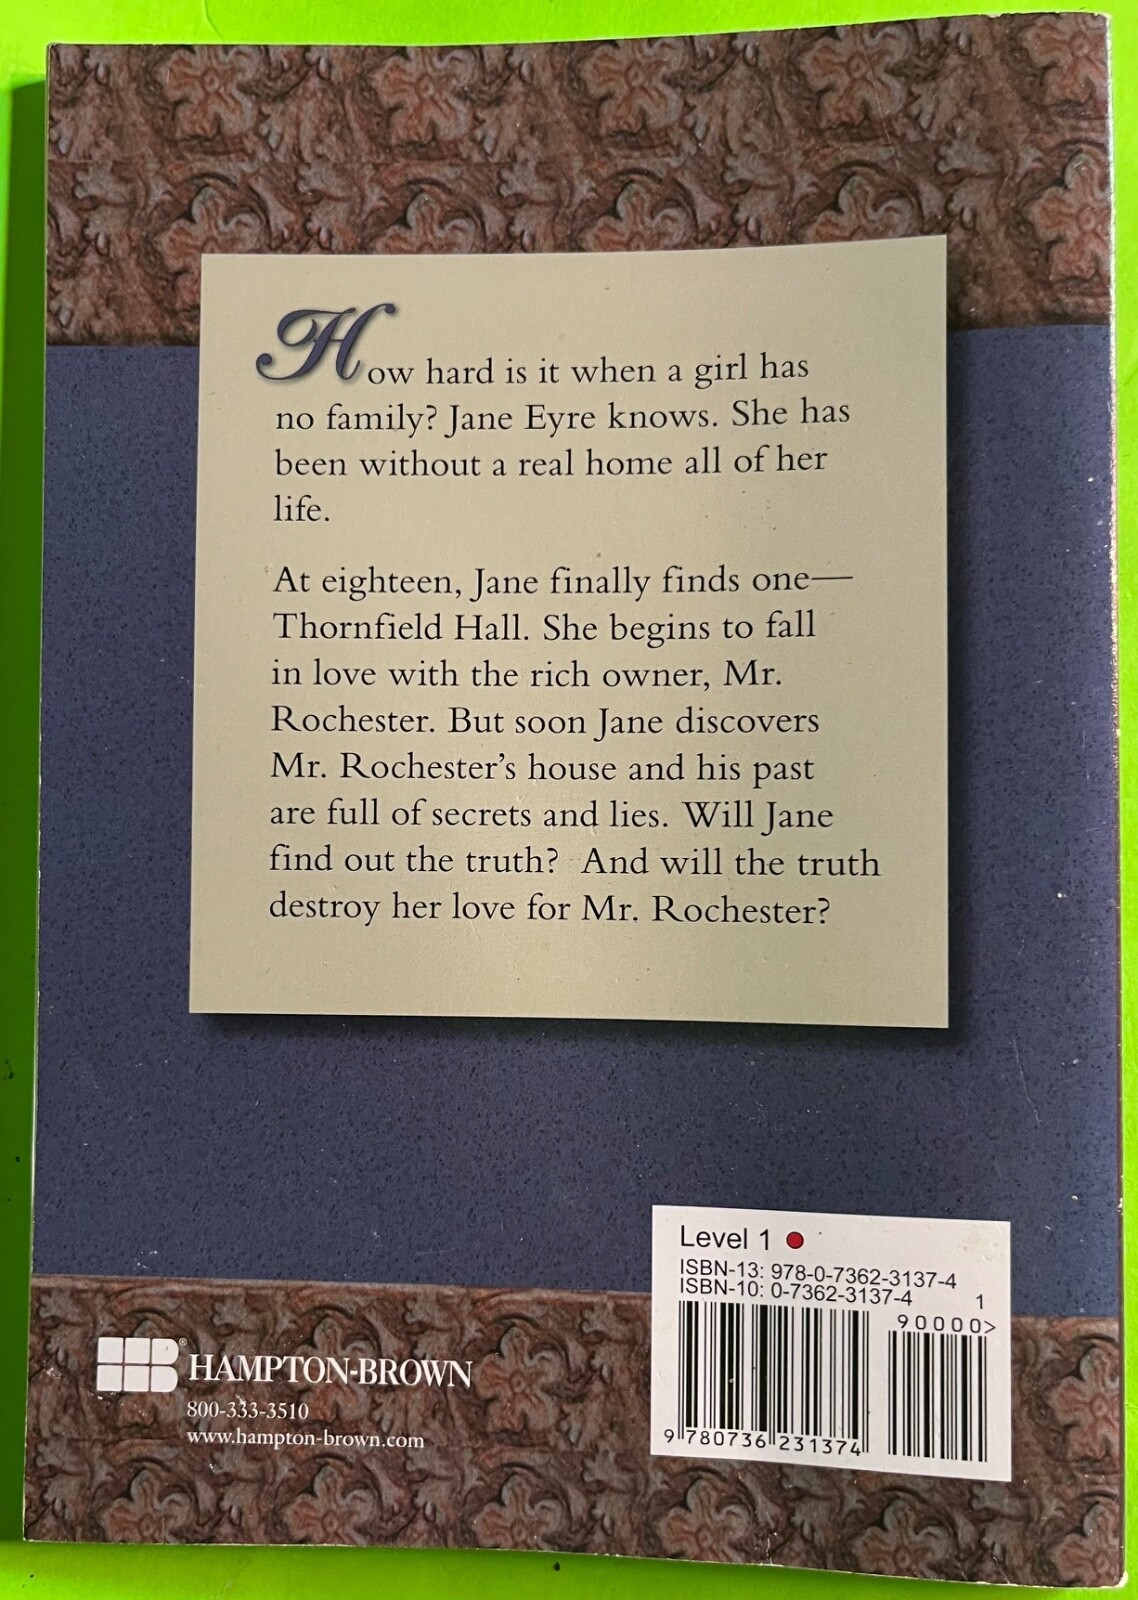 How hard is it when a girl has
no family? Jane Eyre knows. She has
been without a real home all of her
life.
At eighteen, Jane finally finds one—
Thornfield Hall. She begins to fall
in love with the rich owner, Mr.
Rochester. But soon Jane discovers
Mr. Rochester's house and his past
are full of secrets and lies. Will Jane
find out the truth? And will the truth
destroy her love for Mr. Rochester?
Level 1
ISBN-13: 978-0-7362-3137-4
ISBN-10: 0-7362-3137-4
1
90000>
9 780736 231374
HB®
HAMPTON-BROWN
800-333-3510
www.hampton-brown.com